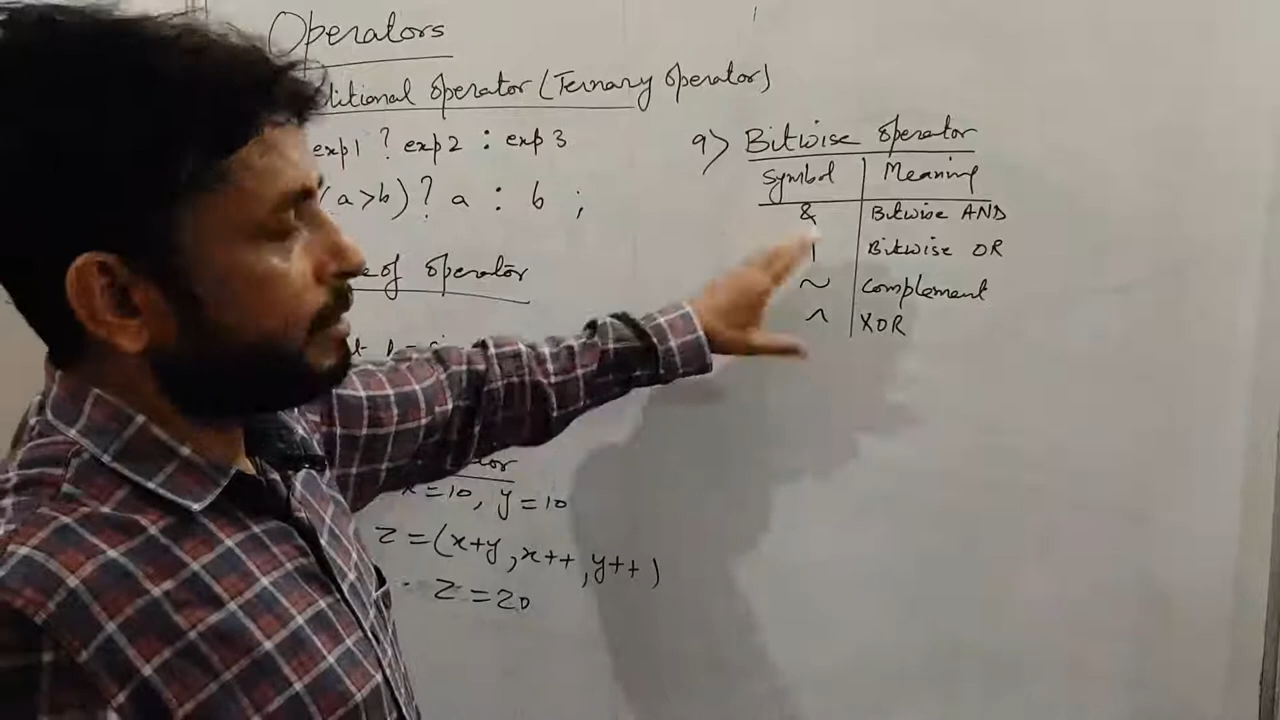 Operators
ditional operator (Ternary operator)
exp1 ? exp2 : exp3
(a>b) ? a : b ;
of operator
x=10, y=10
z=(x+y, x++, y++)
z=20
9> Bitwise operator
Symbol Meaning
& Bitwise AND
| Bitwise OR
~ Complement
^ XOR